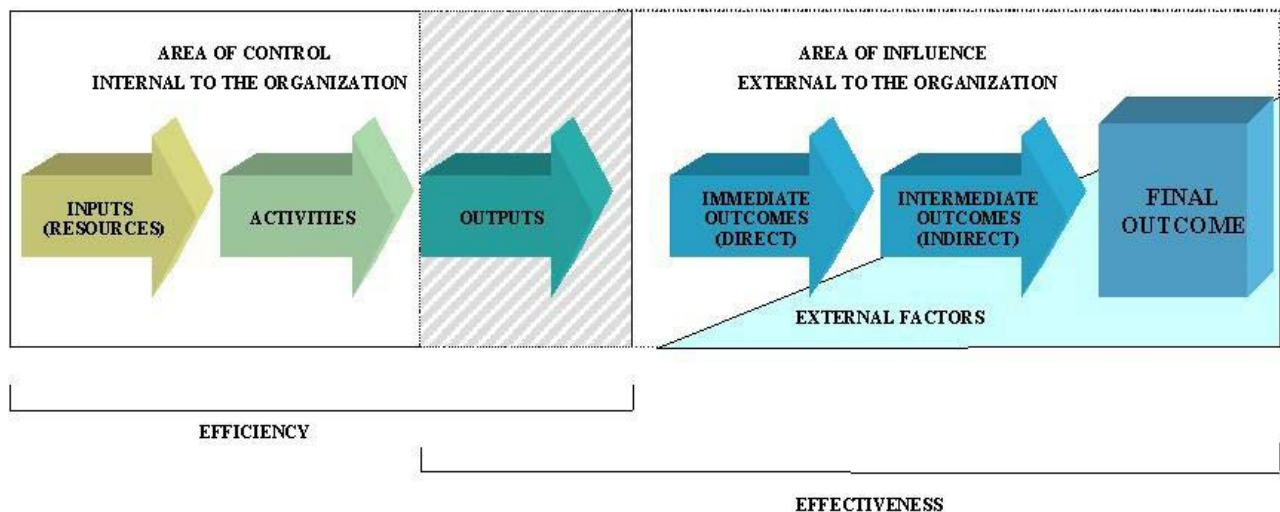 AREA OF CONTROL
INTERNAL TO THE ORGANIZATION
AREA OF INFLUENCE
EXTERNAL TO THE ORGANIZATION
INPUTS
(RESOURCES)
ACTIVITIES
OUTPUTS
IMMEDIATE
OUTCOMES
(DIRECT)
INTERMEDIATE
OUTCOMES
(INDIRECT)
FINAL
OUTCOME
EXTERNAL FACTORS
EFFICIENCY
EFFECTIVENESS